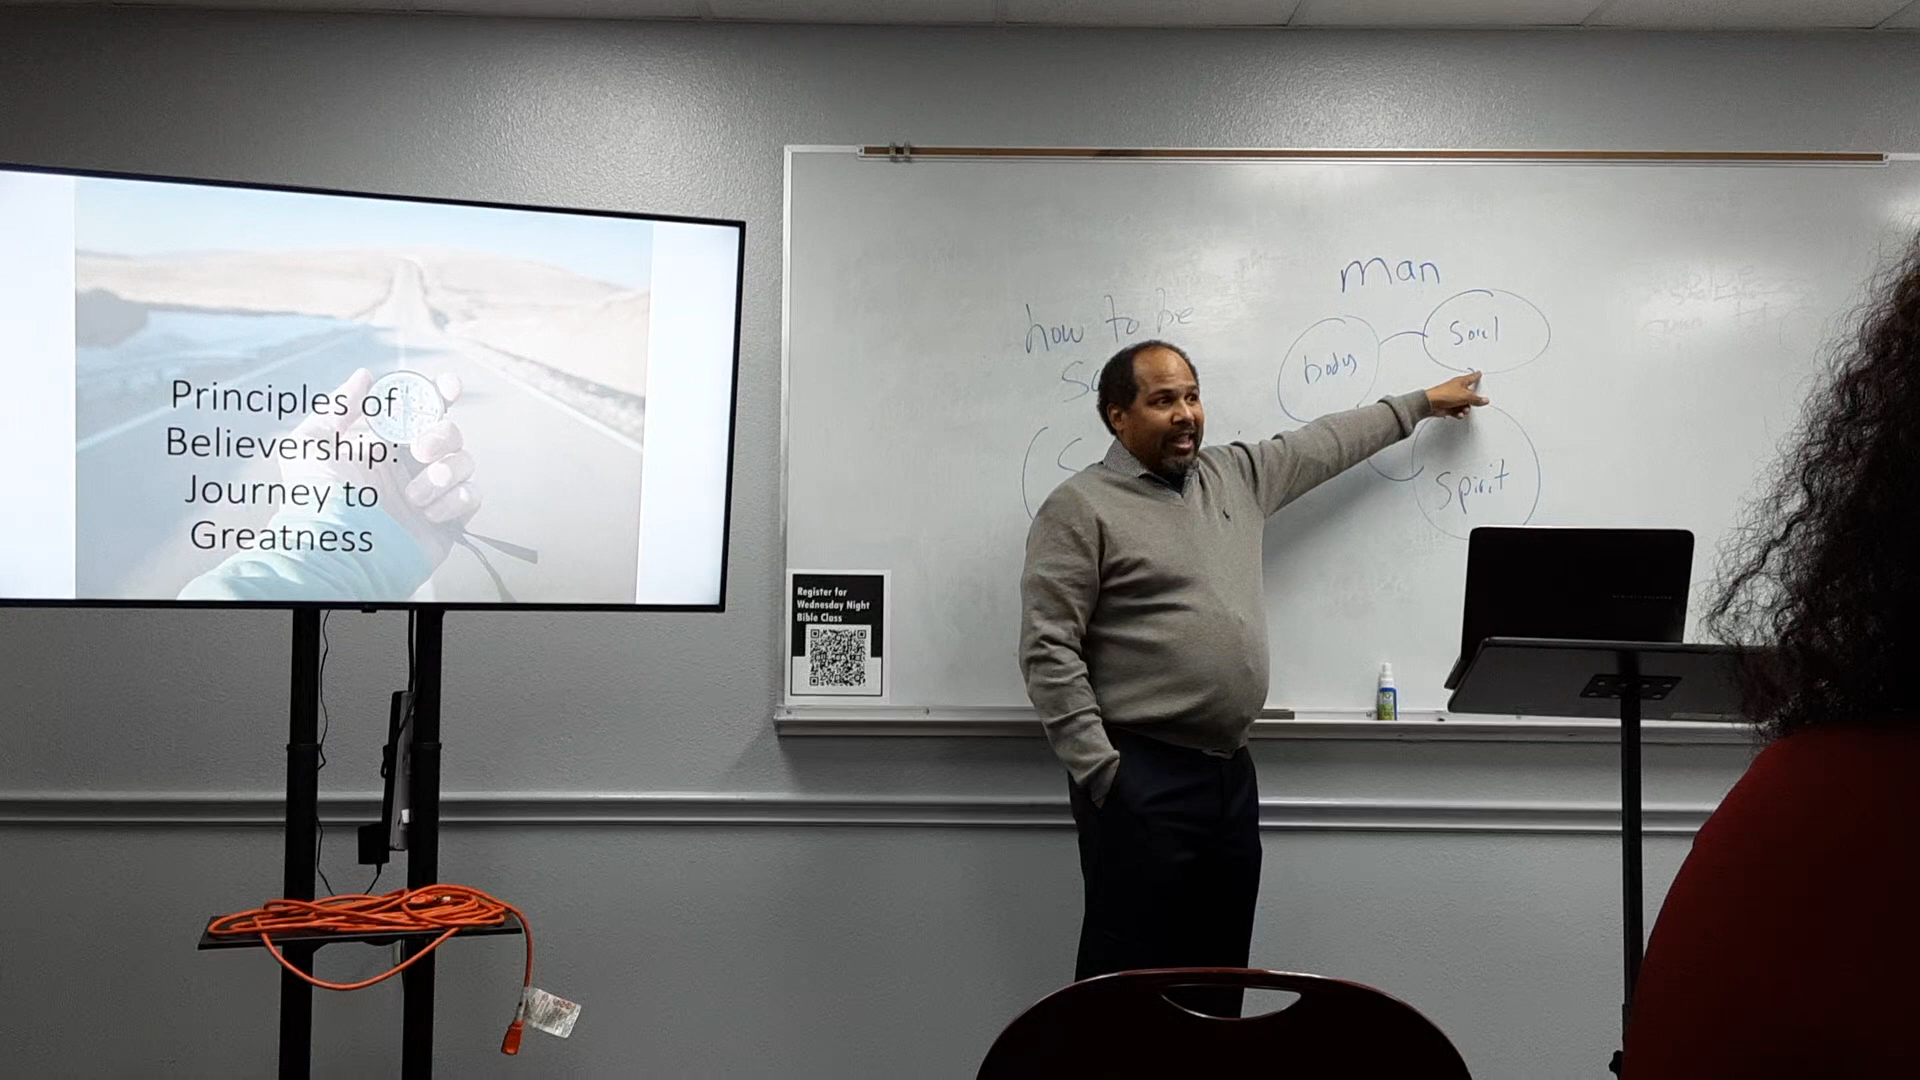 Principles of
Believership:
Journey to
Greatness
how to be
man
body
Soul
Spirit
Register for
Wednesday Night
Bible Class